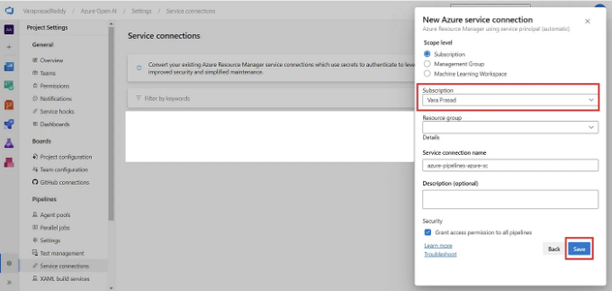 VaraprasadReddy / Azure Open AI / Settings / Service connections
Project Settings
General
Overview
Teams
Permissions
Notifications
Service hooks
Dashboards
Boards
Project configuration
Team configuration
GitHub connections
Pipelines
Agent pools
Parallel jobs
Settings
Test management
Service connections
XAML build services
Service connections
Convert your existing Azure Resource Manager service connections which use secrets to authenticate to leve
improved security and simplified maintenance.
Filter by keywords
New Azure service connection
Azure Resource Manager using service principal (automatic)
Scope level
Subscription
Management Group
Machine Learning Workspace
Subscription
Vara Prasad
Resource group
Details
Service connection name
azure-pipelines-azure-sc
Description (optional)
Security
Grant access permission to all pipelines
Learn more
Troubleshoot
Back
Save